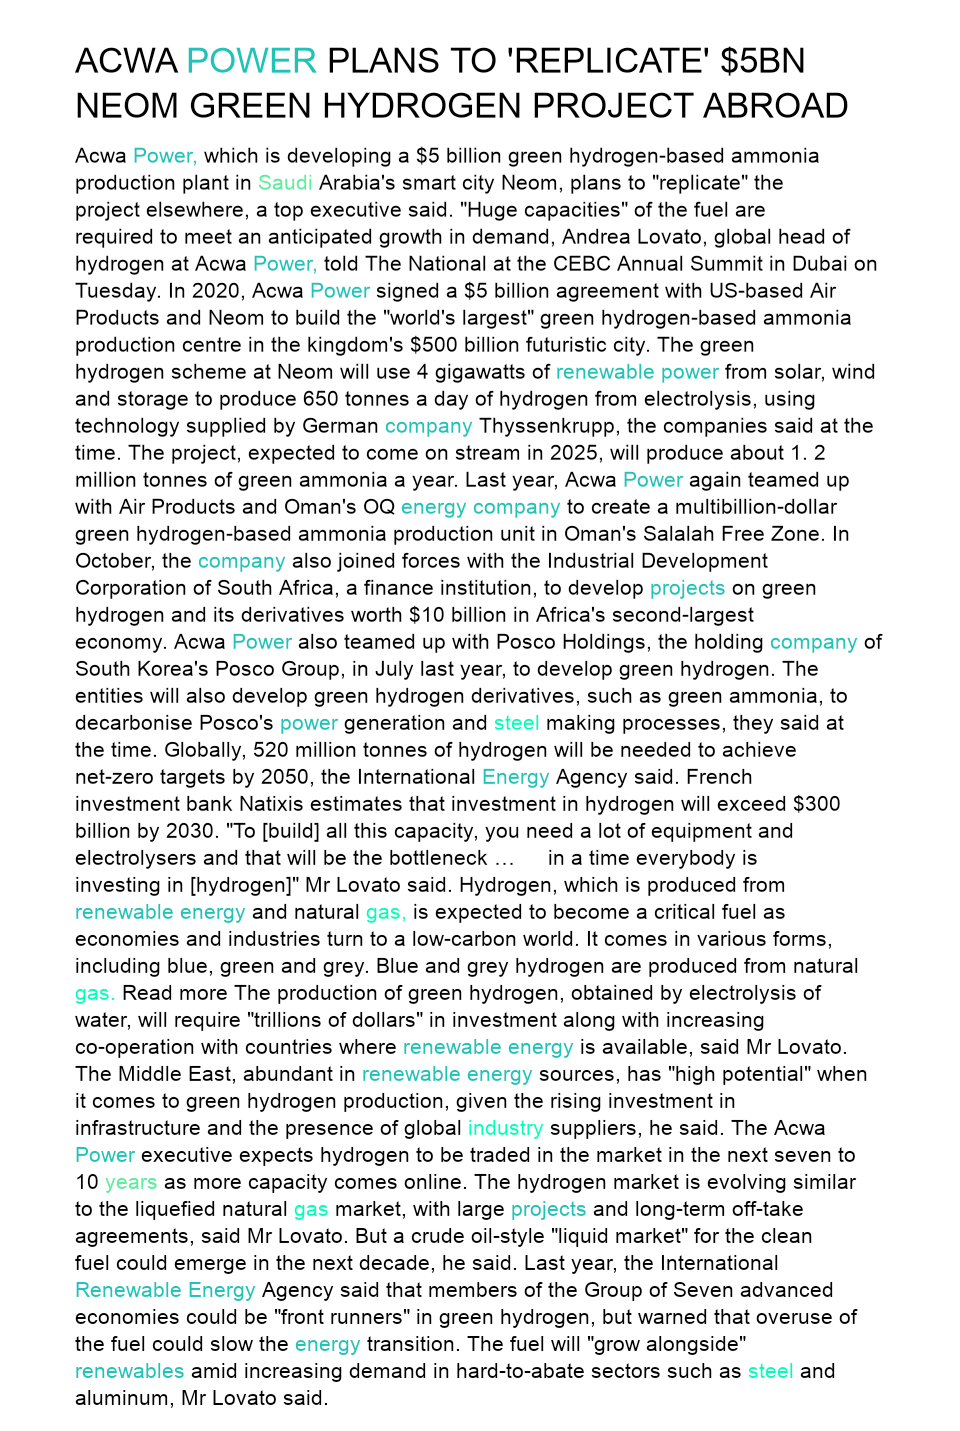 ACWA POWER PLANS TO 'REPLICATE' $5BN
NEOM GREEN HYDROGEN PROJECT ABROAD
Acwa Power, which is developing a $5 billion green hydrogen-based ammonia
production plant in Saudi Arabia's smart city Neom, plans to "replicate" the
project elsewhere, a top executive said. "Huge capacities" of the fuel are
required to meet an anticipated growth in demand, Andrea Lovato, global head of
hydrogen at Acwa Power, told The National at the CEBC Annual Summit in Dubai on
Tuesday. In 2020, Acwa Power signed a $5 billion agreement with US-based Air
Products and Neom to build the "world's largest" green hydrogen-based ammonia
production centre in the kingdom's $500 billion futuristic city. The green
hydrogen scheme at Neom will use 4 gigawatts of renewable power from solar, wind
and storage to produce 650 tonnes a day of hydrogen from electrolysis, using
technology supplied by German company Thyssenkrupp, the companies said at the
time. The project, expected to come on stream in 2025, will produce about 1. 2
million tonnes of green ammonia a year. Last year, Acwa Power again teamed up
with Air Products and Oman's OQ energy company to create a multibillion-dollar
green hydrogen-based ammonia production unit in Oman's Salalah Free Zone. In
October, the company also joined forces with the Industrial Development
Corporation of South Africa, a finance institution, to develop projects on green
hydrogen and its derivatives worth $10 billion in Africa's second-largest
economy. Acwa Power also teamed up with Posco Holdings, the holding company of
South Korea's Posco Group, in July last year, to develop green hydrogen. The
entities will also develop green hydrogen derivatives, such as green ammonia, to
decarbonise Posco's power generation and steel making processes, they said at
the time. Globally, 520 million tonnes of hydrogen will be needed to achieve
net-zero targets by 2050, the International Energy Agency said. French
investment bank Natixis estimates that investment in hydrogen will exceed $300
billion by 2030. "To [build] all this capacity, you need a lot of equipment and
electrolysers and that will be the bottleneck … in a time everybody is
investing in [hydrogen]" Mr Lovato said. Hydrogen, which is produced from
renewable energy and natural gas, is expected to become a critical fuel as
economies and industries turn to a low-carbon world. It comes in various forms,
including blue, green and grey. Blue and grey hydrogen are produced from natural
gas. Read more The production of green hydrogen, obtained by electrolysis of
water, will require "trillions of dollars" in investment along with increasing
co-operation with countries where renewable energy is available, said Mr Lovato.
The Middle East, abundant in renewable energy sources, has "high potential" when
it comes to green hydrogen production, given the rising investment in
infrastructure and the presence of global industry suppliers, he said. The Acwa
Power executive expects hydrogen to be traded in the market in the next seven to
10 years as more capacity comes online. The hydrogen market is evolving similar
to the liquefied natural gas market, with large projects and long-term off-take
agreements, said Mr Lovato. But a crude oil-style "liquid market" for the clean
fuel could emerge in the next decade, he said. Last year, the International
Renewable Energy Agency said that members of the Group of Seven advanced
economies could be "front runners" in green hydrogen, but warned that overuse of
the fuel could slow the energy transition. The fuel will "grow alongside"
renewables amid increasing demand in hard-to-abate sectors such as steel and
aluminum, Mr Lovato said.